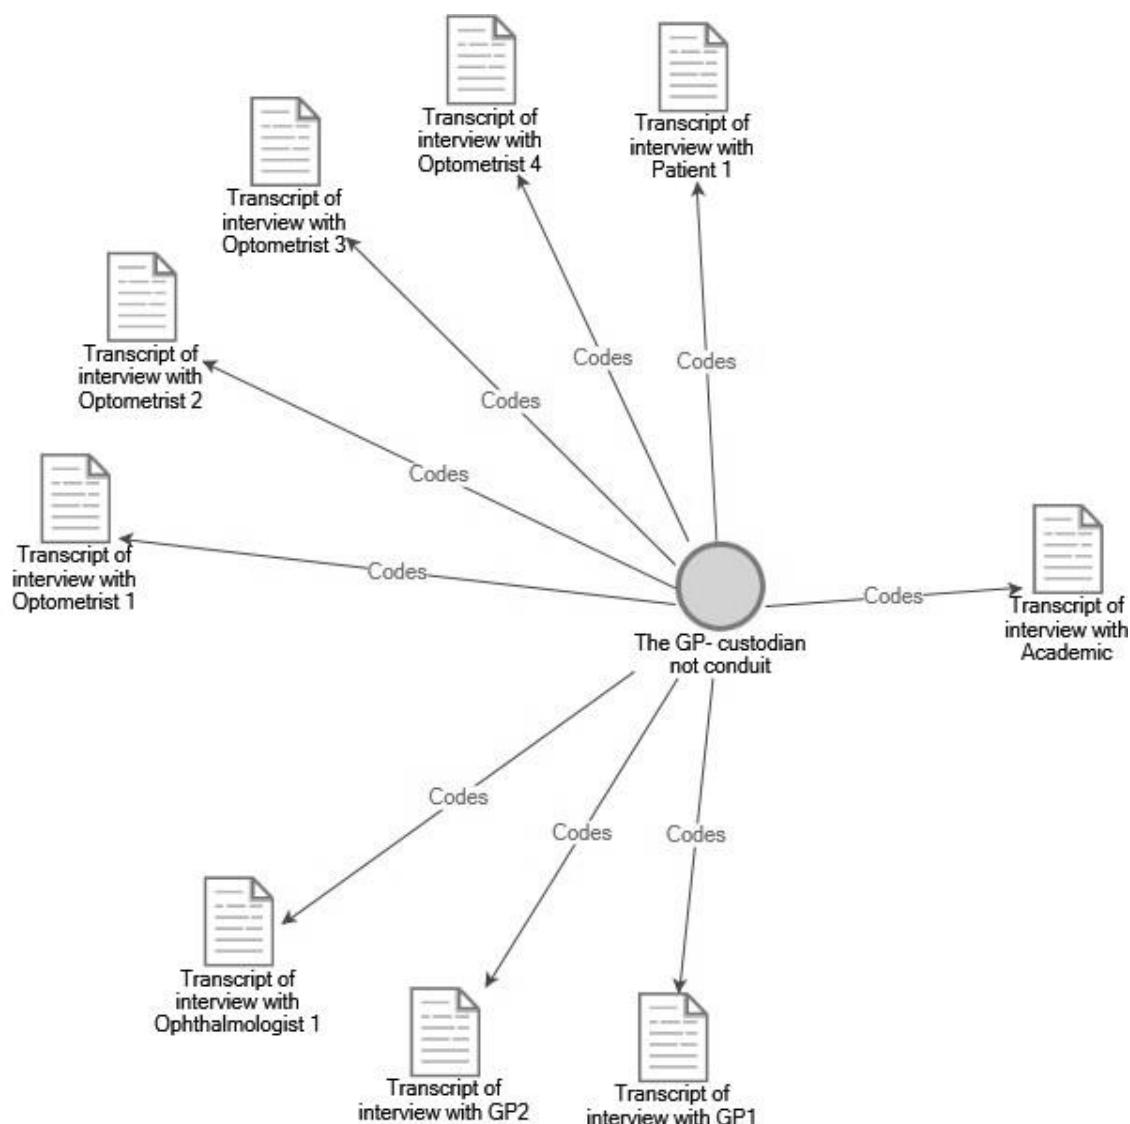 Transcript of
interview with
Optometrist 4
Transcript of
interview with
Patient 1
Transcript of
interview with
Optometrist 3
Transcript of
interview with
Optometrist 2
Codes
Codes
Codes
Codes
Transcript of
interview with
Optometrist 1
Codes
Codes
Transcript of
interview with
Academic
The GP- custodian
not conduit
Codes
Codes
Codes
Transcript of
interview with
Ophthalmologist 1
Transcript of
interview with GP2
Transcript of
interview with GP1